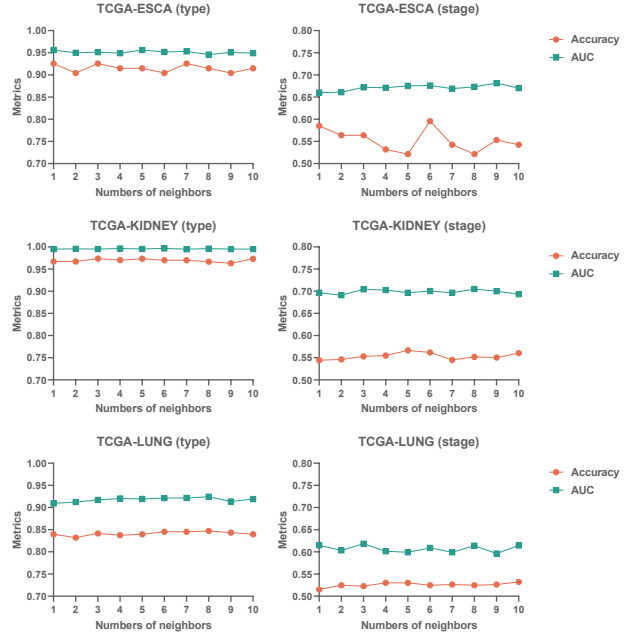 TCGA-ESCA (type)
1.00
0.95
0.90
0.85
0.80
0.75
0.70
Metrics
1 2 3 4 5 6 7 8 9 10
Numbers of neighbors
TCGA-ESCA (stage)
0.80
0.75
0.70
0.65
0.60
0.55
0.50
Metrics
1 2 3 4 5 6 7 8 9 10
Numbers of neighbors
Accuracy
AUC
TCGA-KIDNEY (type)
1.00
0.95
0.90
0.85
0.80
0.75
0.70
Metrics
1 2 3 4 5 6 7 8 9 10
Numbers of neighbors
TCGA-KIDNEY (stage)
0.80
0.75
0.70
0.65
0.60
0.55
0.50
Metrics
1 2 3 4 5 6 7 8 9 10
Numbers of neighbors
Accuracy
AUC
TCGA-LUNG (type)
1.00
0.95
0.90
0.85
0.80
0.75
0.70
Metrics
1 2 3 4 5 6 7 8 9 10
Numbers of neighbors
TCGA-LUNG (stage)
0.80
0.75
0.70
0.65
0.60
0.55
0.50
Metrics
1 2 3 4 5 6 7 8 9 10
Numbers of neighbors
Accuracy
AUC